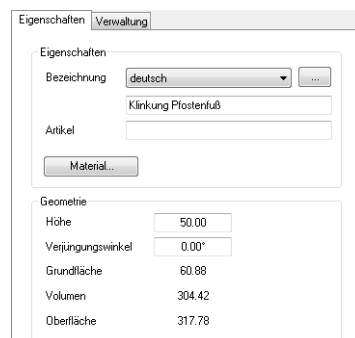 Eigenschaften Verwaltung
Eigenschaften
Bezeichnung deutsch ...
Klinkung Pfostenfuß
Artikel
Material...
Geometrie
Höhe 50.00
Verjüngungswinkel 0.00°
Grundfläche 60.88
Volumen 304.42
Oberfläche 317.78